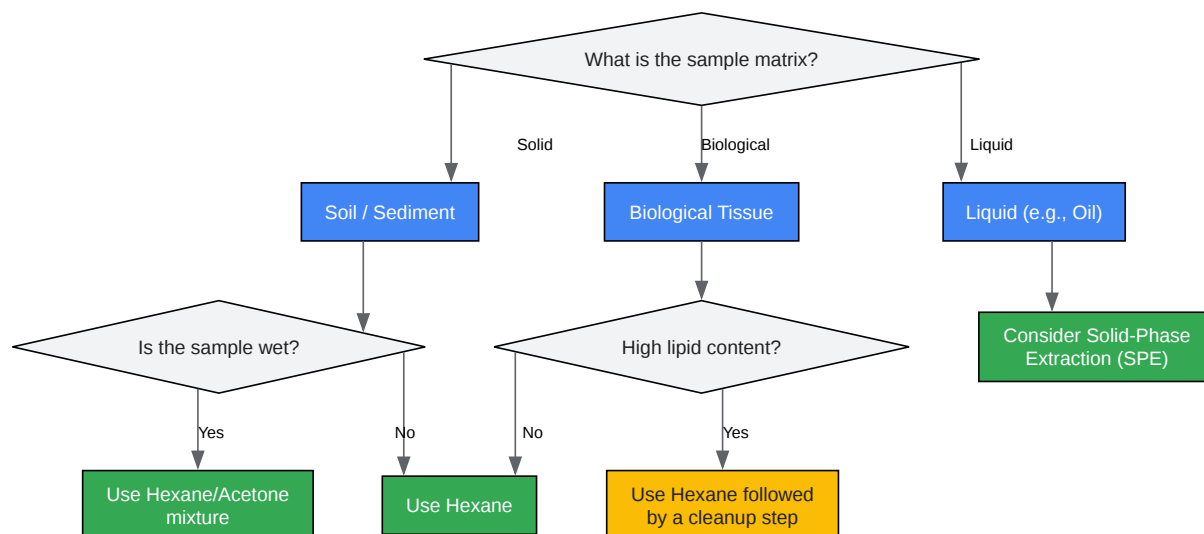 What is the sample matrix?
Solid
Biological
Liquid
Soil / Sediment
Biological Tissue
Liquid (e.g., Oil)
Is the sample wet?
High lipid content?
Consider Solid-Phase
Extraction (SPE)
Yes
No
No
Yes
Use Hexane/Acetone
mixture
Use Hexane
Use Hexane followed
by a cleanup step